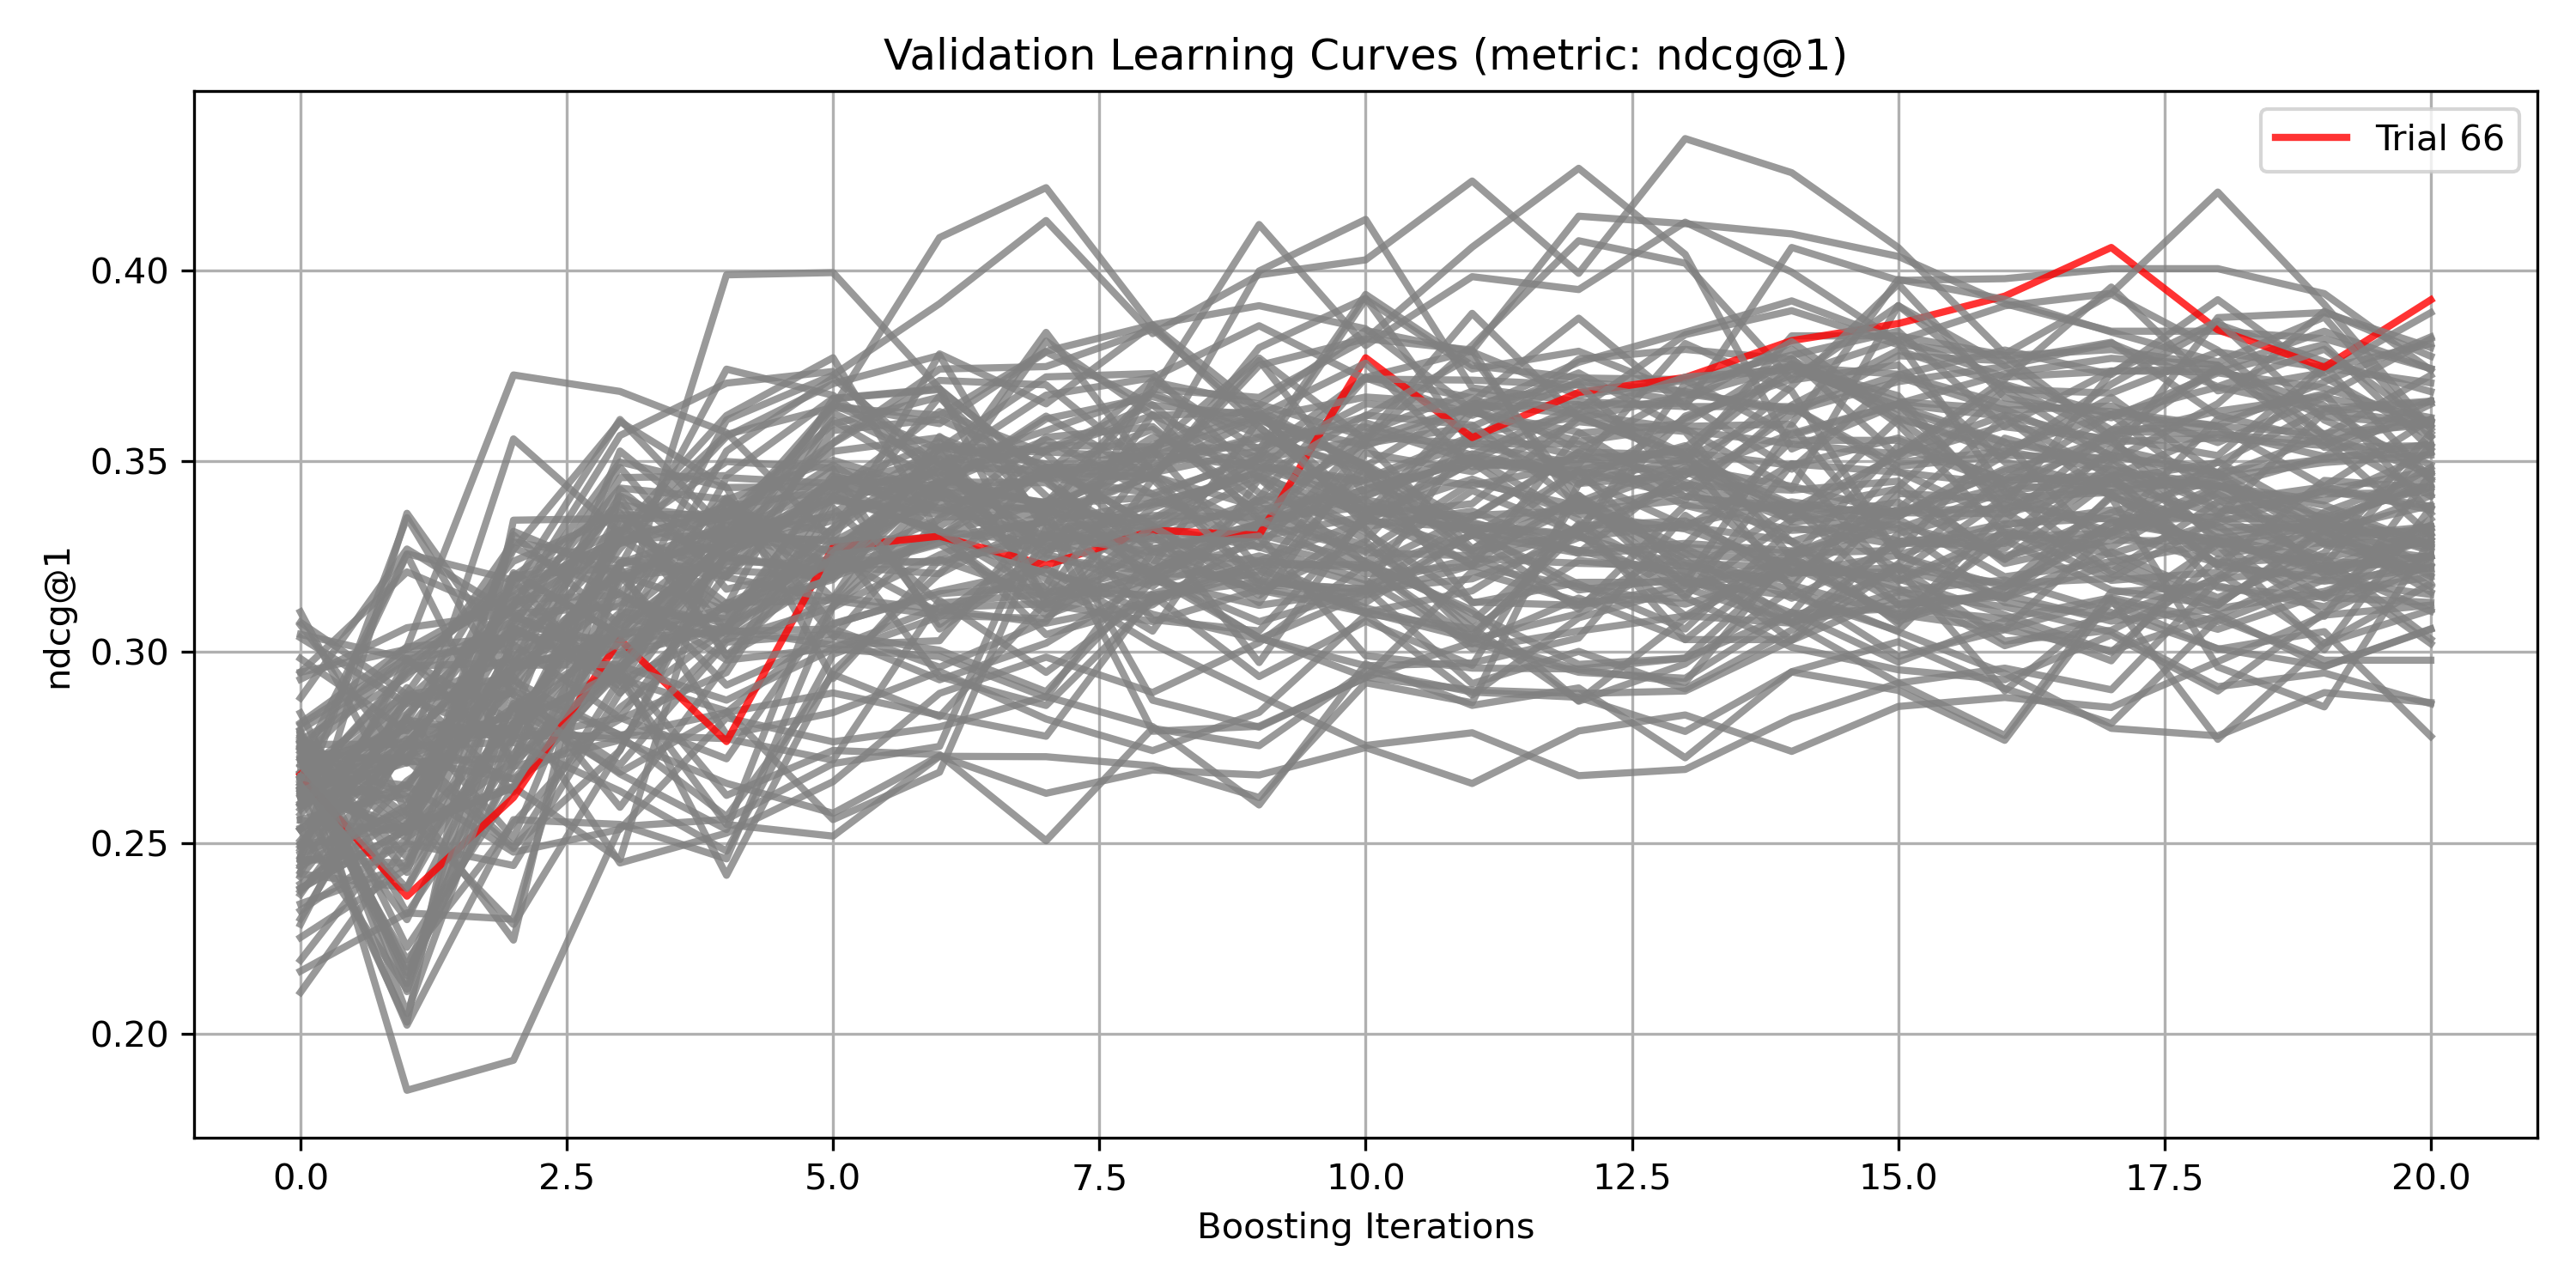 Validation Learning Curves (metric: ndcg@1)
Trial 66
ndcg@1
0.40
0.35
0.30
0.25
0.20
0.0 2.5 5.0 7.5 10.0 12.5 15.0 17.5 20.0
Boosting Iterations